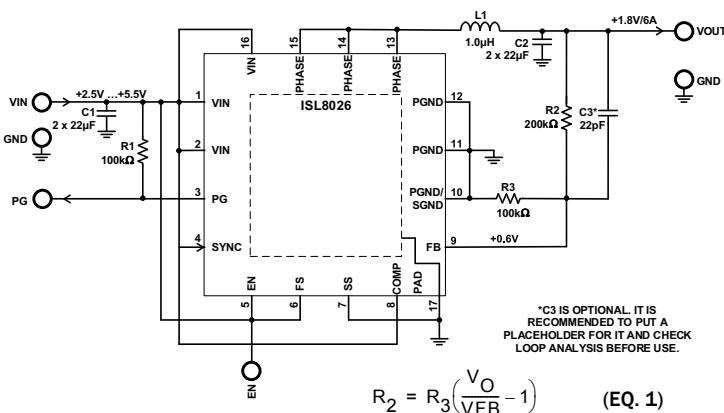 +1.8V/6A
VOUT
L1
1.0µH
C2
2 x 22µF
GND
16
15
14
13
VIN
PHASE
PHASE
PHASE
ISL8026
VIN
+2.5V ...+5.5V
C1
2 x 22µF
GND
R1
100kΩ
PG
1
VIN
2
VIN
3
PG
4
SYNC
PGND
12
PGND
11
PGND/
SGND
10
FB
9
R3
100kΩ
+0.6V
R2
200kΩ
C3*
22pF
EN
FS
SS
COMP
PAD
5
6
7
8
17
EN
*C3 IS OPTIONAL. IT IS
RECOMMENDED TO PUT A
PLACEHOLDER FOR IT AND CHECK
LOOP ANALYSIS BEFORE USE.
R2 = R3(VO/VFB − 1) (EQ. 1)